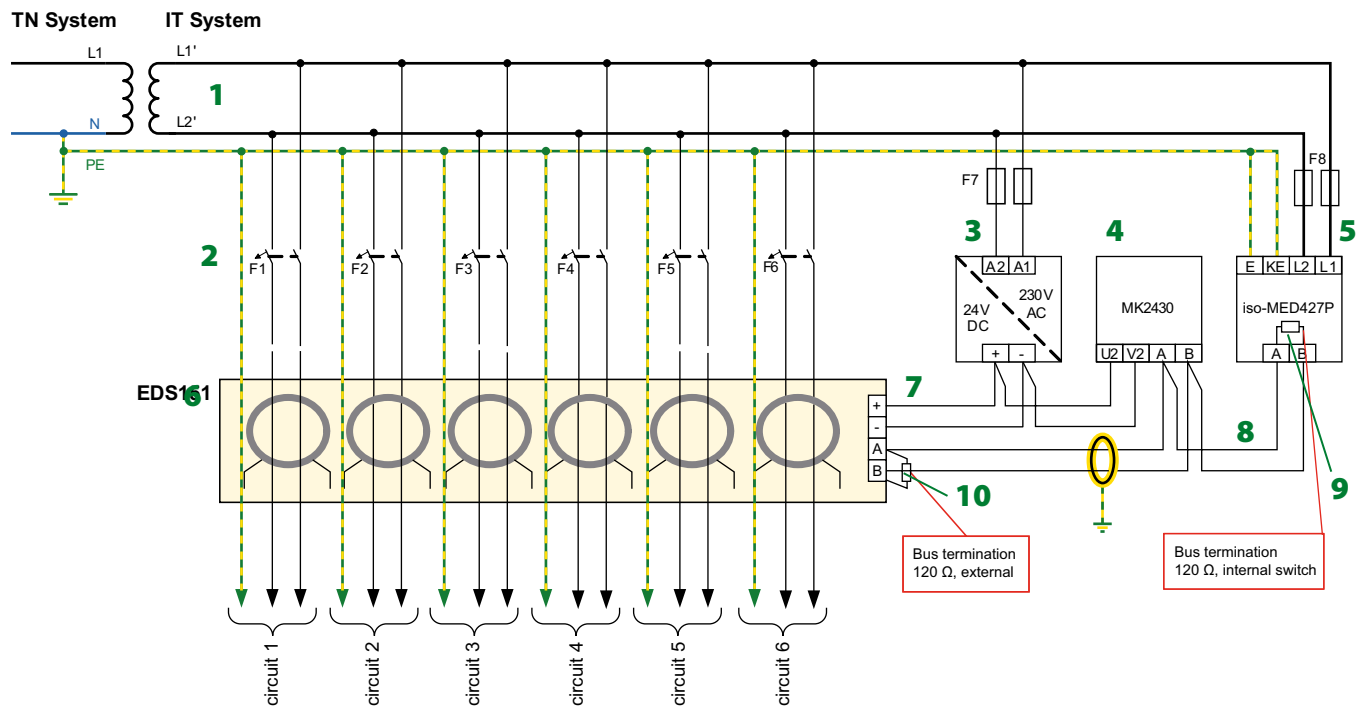 TN System
IT System
L1
L1'
1
N
L2'
PE
F7
F8
2
F1
F2
F3
F4
F5
F6
3
4
5
A2 A1
E KE L2 L1
24V
DC
230V
AC
MK2430
iso-MED427P
+ -
U2 V2 A B
A B
EDS151
6
7
+
-
A
B
8
9
10
Bus termination
120 Ω, external
Bus termination
120 Ω, internal switch
circuit 1
circuit 2
circuit 3
circuit 4
circuit 5
circuit 6